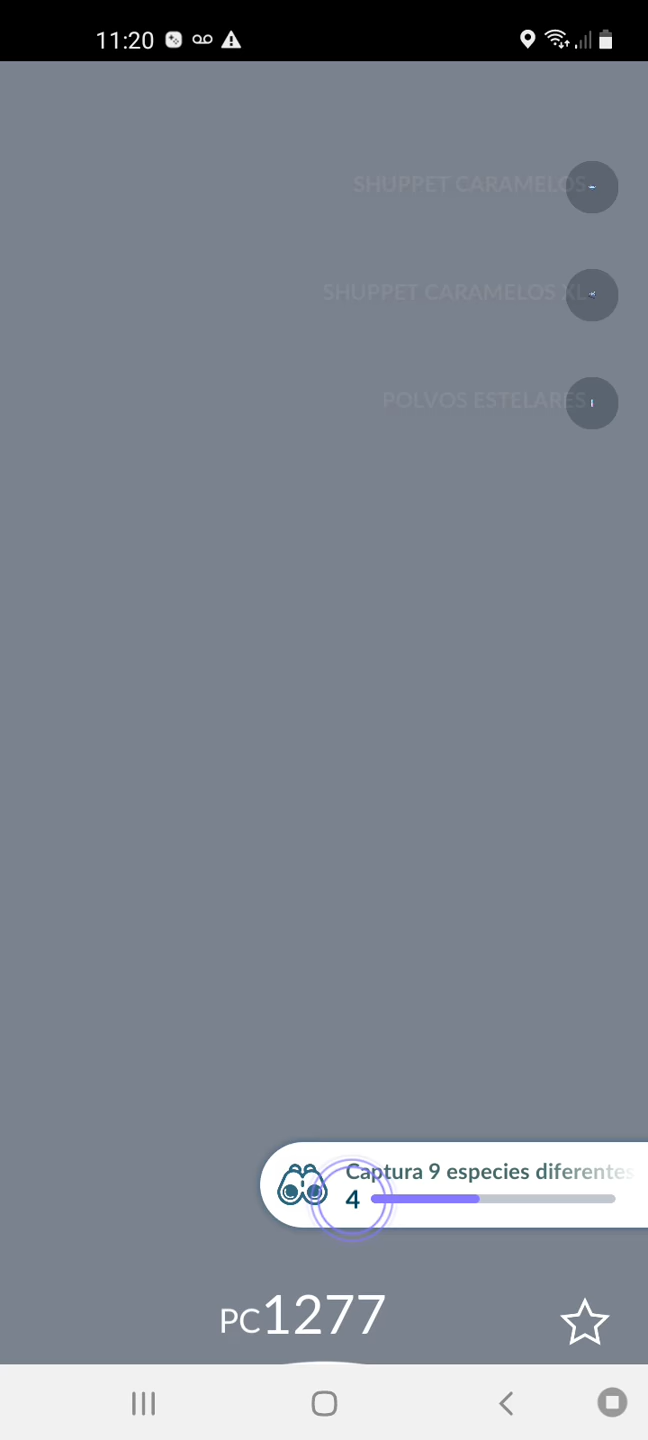 11:20
SHUPPET CARAMELOS
SHUPPET CARAMELOS XL
POLVOS ESTELARES
Captura 9 especies diferentes
4
PC1277